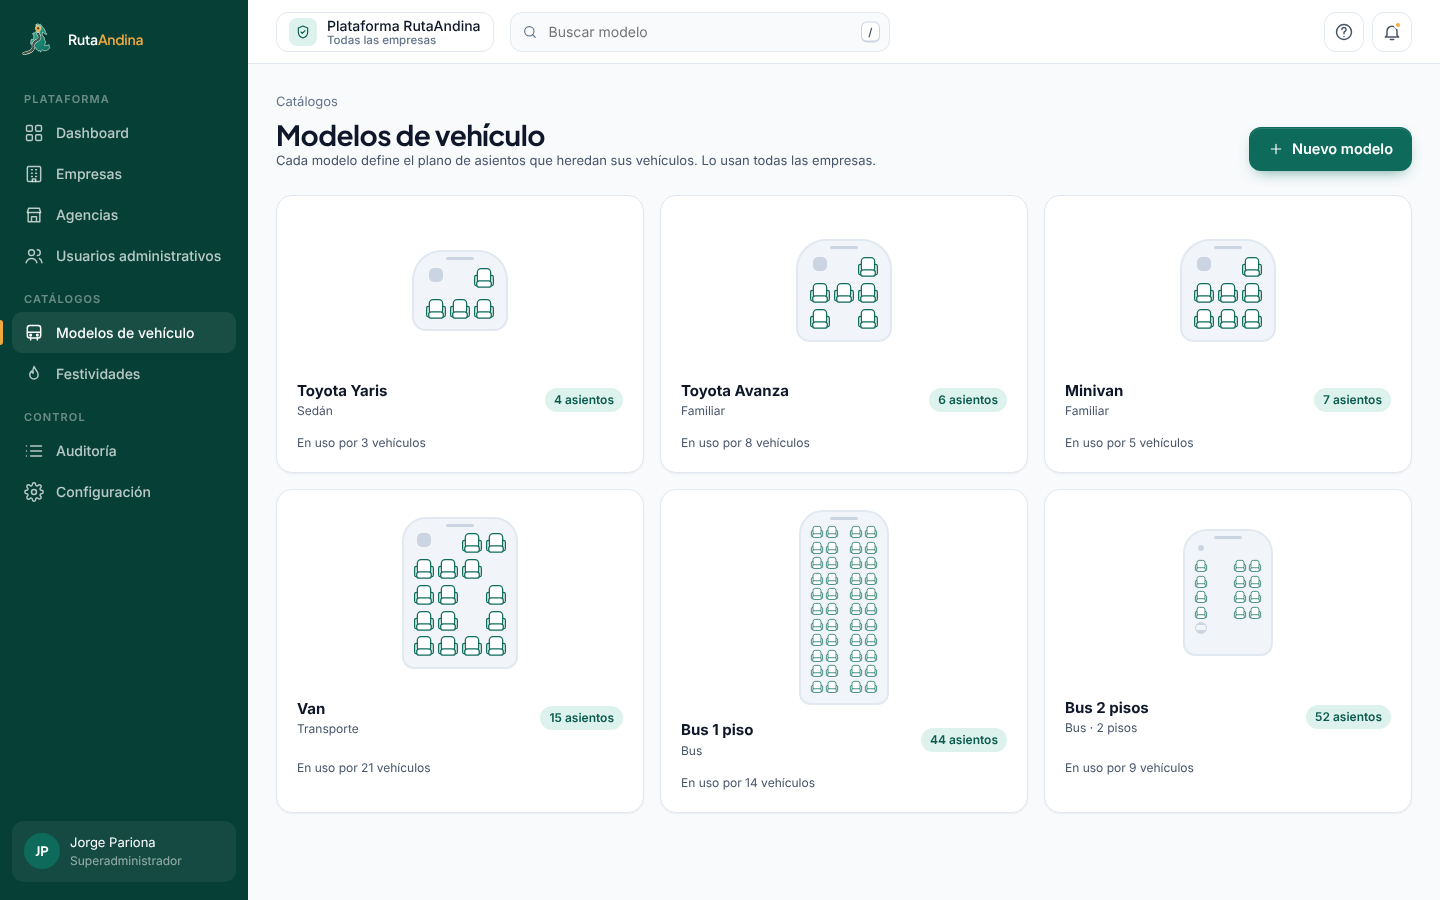 RutaAndina
PLATAFORMA
Dashboard
Empresas
Agencias
Usuarios administrativos
CATÁLOGOS
Modelos de vehículo
Festividades
CONTROL
Auditoría
Configuración
JP
Jorge Pariona
Superadministrador
Plataforma RutaAndina
Todas las empresas
Buscar modelo
/
Catálogos
Modelos de vehículo
Cada modelo define el plano de asientos que heredan sus vehículos. Lo usan todas las empresas.
Nuevo modelo
Toyota Yaris
Sedán
4 asientos
En uso por 3 vehículos
Toyota Avanza
Familiar
6 asientos
En uso por 8 vehículos
Minivan
Familiar
7 asientos
En uso por 5 vehículos
Van
Transporte
15 asientos
En uso por 21 vehículos
Bus 1 piso
Bus
44 asientos
En uso por 14 vehículos
Bus 2 pisos
Bus · 2 pisos
52 asientos
En uso por 9 vehículos